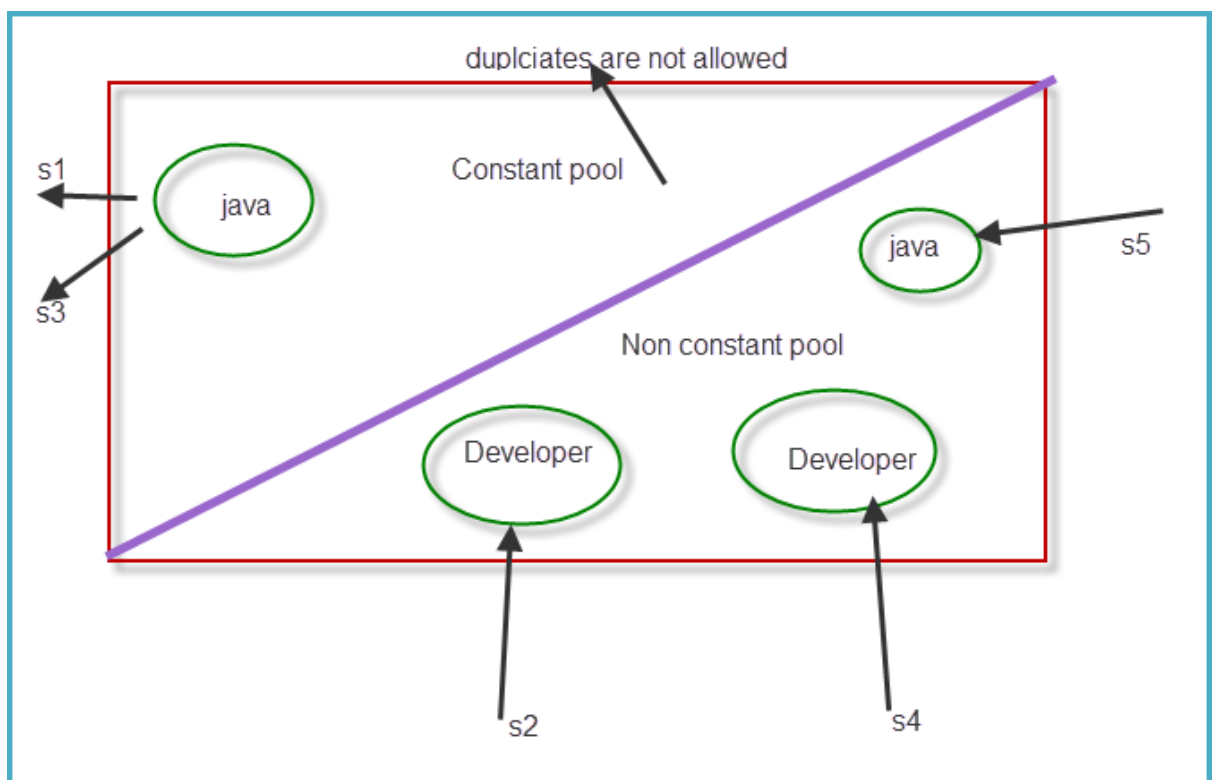 duplciates are not allowed
Constant pool
s1
java
s3
java
s5
Non constant pool
Developer
Developer
s2
s4